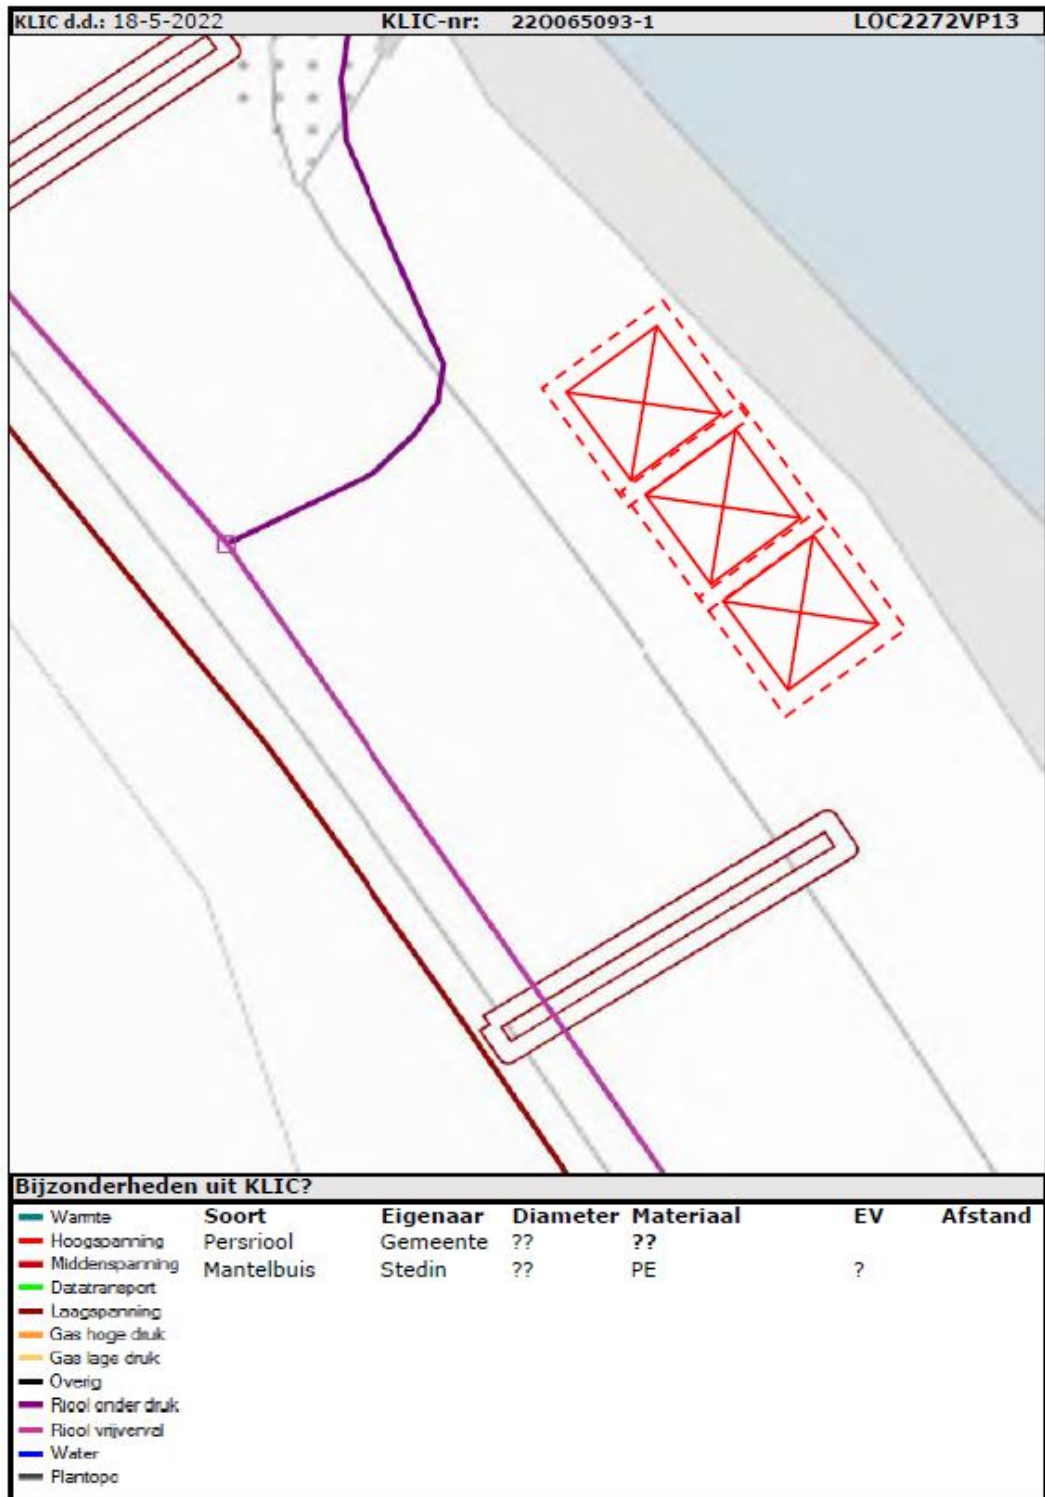 KLIC d.d.: 18-5-2022 KLIC-nr: 22O065093-1 LOC2272VP13
Bijzonderheden uit KLIC?
Warmte Soort Eigenaar Diameter Materiaal EV Afstand
Hoogspanning Persriool Gemeente ?? ??
Middenspanning Mantelbuis Stedin ?? PE ?
Datatransport
Laagspanning
Gas hoge druk
Gas lage druk
Overig
Riool onder druk
Riool vrijverval
Water
Plantopo